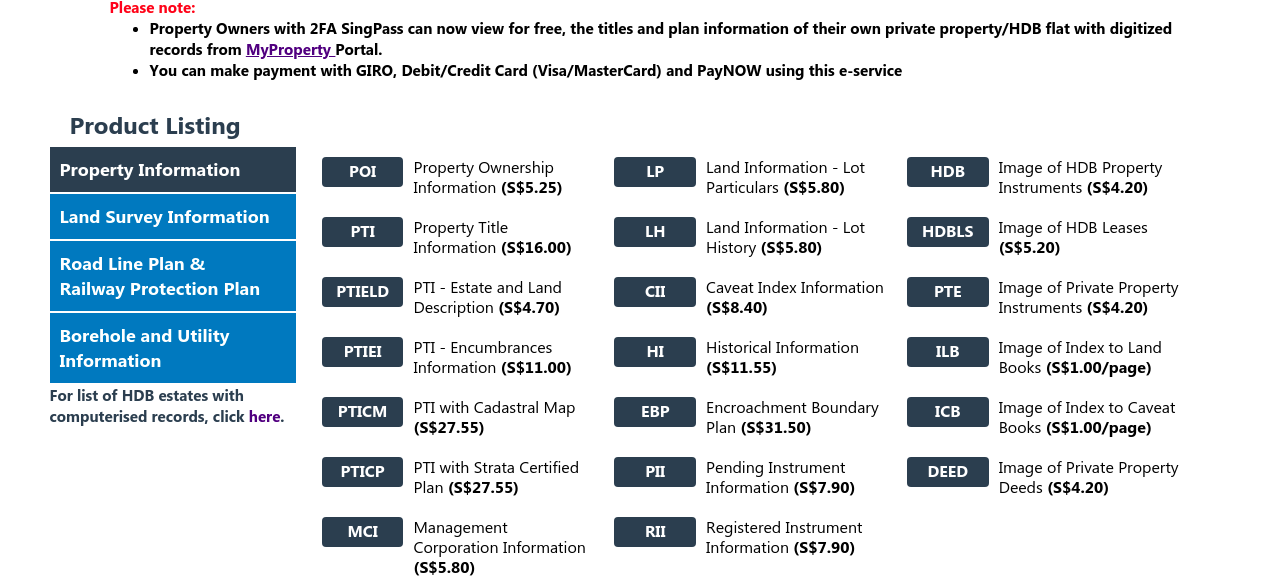 Please note:
• Property Owners with 2FA SingPass can now view for free, the titles and plan information of their own private property/HDB flat with digitized
records from MyProperty Portal.
• You can make payment with GIRO, Debit/Credit Card (Visa/MasterCard) and PayNOW using this e-service
Product Listing
Property Information
Land Survey Information
Road Line Plan &
Railway Protection Plan
Borehole and Utility
Information
For list of HDB estates with
computerised records, click here.
POI
Property Ownership
Information (S$5.25)
PTI
Property Title
Information (S$16.00)
PTIELD
PTI - Estate and Land
Description (S$4.70)
PTIEI
PTI - Encumbrances
Information (S$11.00)
PTICM
PTI with Cadastral Map
(S$27.55)
PTICP
PTI with Strata Certified
Plan (S$27.55)
MCI
Management
Corporation Information
(S$5.80)
LP
Land Information - Lot
Particulars (S$5.80)
LH
Land Information - Lot
History (S$5.80)
CII
Caveat Index Information
(S$8.40)
HI
Historical Information
(S$11.55)
EBP
Encroachment Boundary
Plan (S$31.50)
PII
Pending Instrument
Information (S$7.90)
RII
Registered Instrument
Information (S$7.90)
HDB
Image of HDB Property
Instruments (S$4.20)
HDBLS
Image of HDB Leases
(S$5.20)
PTE
Image of Private Property
Instruments (S$4.20)
ILB
Image of Index to Land
Books (S$1.00/page)
ICB
Image of Index to Caveat
Books (S$1.00/page)
DEED
Image of Private Property
Deeds (S$4.20)